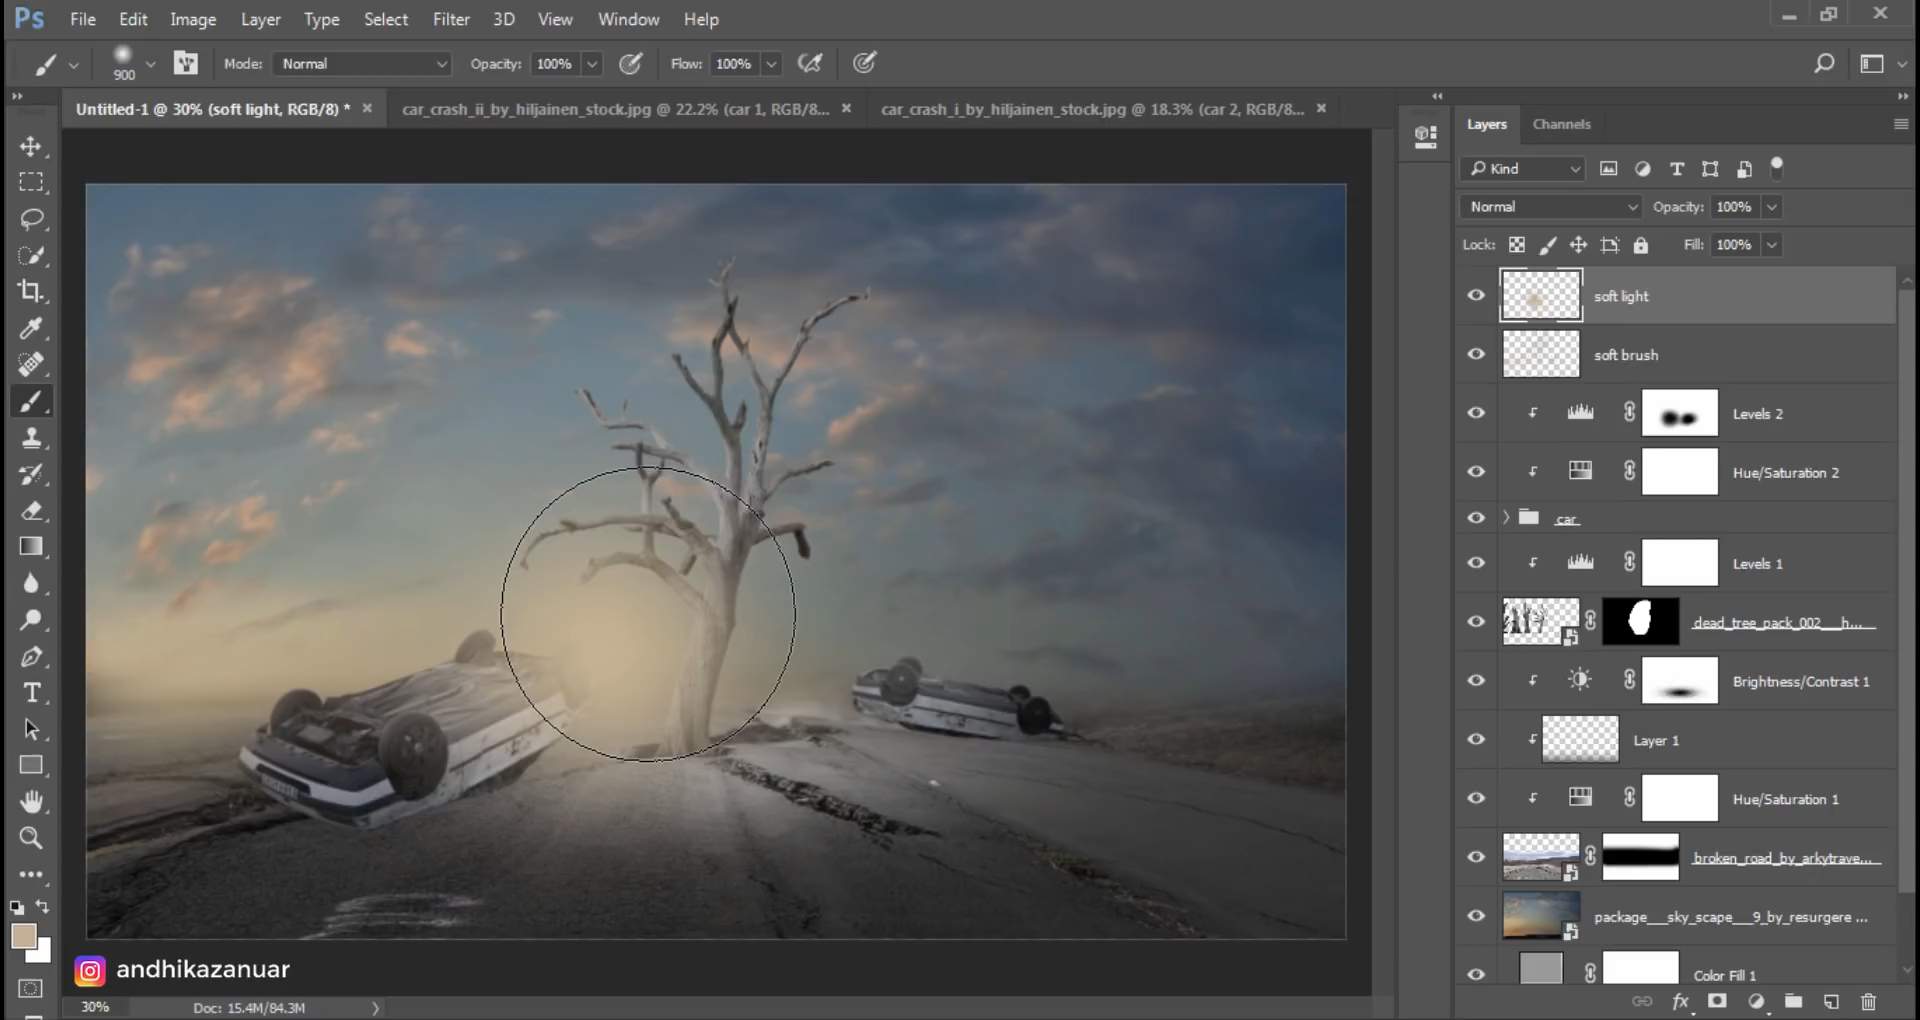 Ps File Edit Image Layer Type Select Filter 3D View Window Help
900 Mode: Normal Opacity: 100% Flow: 100%
Untitled-1 @ 30% (soft light, RGB/8) * car_crash_ii_by_hiljainen_stock.jpg @ 22.2% (car 1, RGB/8... car_crash_i_by_hiljainen_stock.jpg @ 18.3% (car 2, RGB/8...
Layers Channels
Kind
Normal Opacity: 100%
Lock: Fill: 100%
soft light
soft brush
Levels 2
Hue/Saturation 2
car
Levels 1
dead_tree_pack_002___h...
Brightness/Contrast 1
Layer 1
Hue/Saturation 1
broken_road_by_arkytrave...
package___sky_scape___9_by_resurgere ...
Color Fill 1
andhikazanuar
30% Doc: 15.4M/84.3M
fx